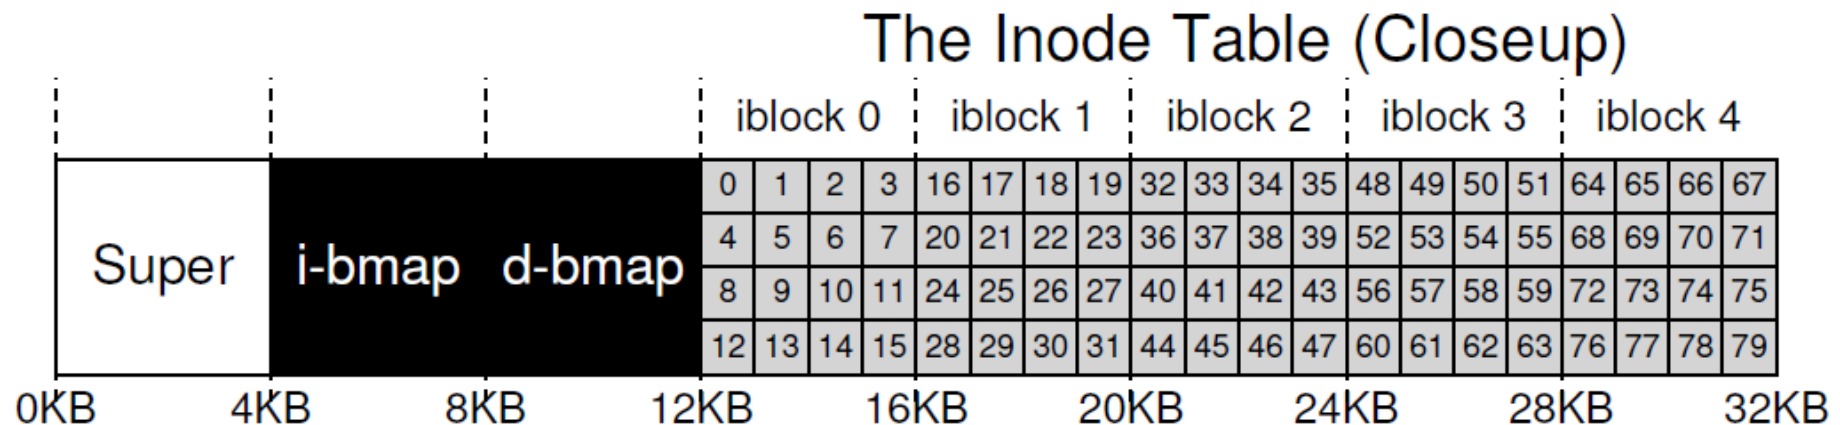 The Inode Table (Closeup)
iblock 0 iblock 1 iblock 2 iblock 3 iblock 4
0 1 2 3 16 17 18 19 32 33 34 35 48 49 50 51 64 65 66 67
4 5 6 7 20 21 22 23 36 37 38 39 52 53 54 55 68 69 70 71
Super i-bmap d-bmap
8 9 10 11 24 25 26 27 40 41 42 43 56 57 58 59 72 73 74 75
12 13 14 15 28 29 30 31 44 45 46 47 60 61 62 63 76 77 78 79
0KB 4KB 8KB 12KB 16KB 20KB 24KB 28KB 32KB